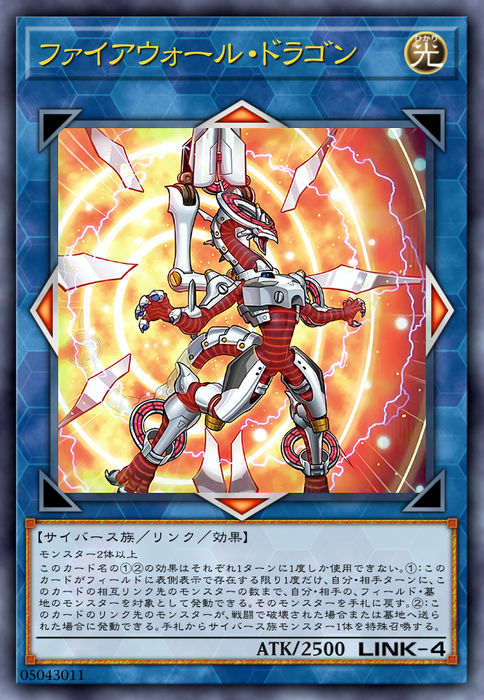 ファイアウォール・ドラゴン
ひかり
光
【サイバース族／リンク／効果】
モンスター2体以上
このカード名の①②の効果はそれぞれ1ターンに1度しか使用できない。①：こ
のカードがフィールドに表側表示で存在する限り1度だけ、自分・相手ターンに、こ
のカードの相互リンク先のモンスターの数まで、自分・相手の、フィールド・墓
地のモンスターを対象として発動できる。そのモンスターを手札に戻す。②：こ
のカードのリンク先のモンスターが、戦闘で破壊された場合または墓地へ送ら
れた場合に発動できる。手札からサイバース族モンスター1体を特殊召喚する。
ATK/2500 LINK-4
05043011